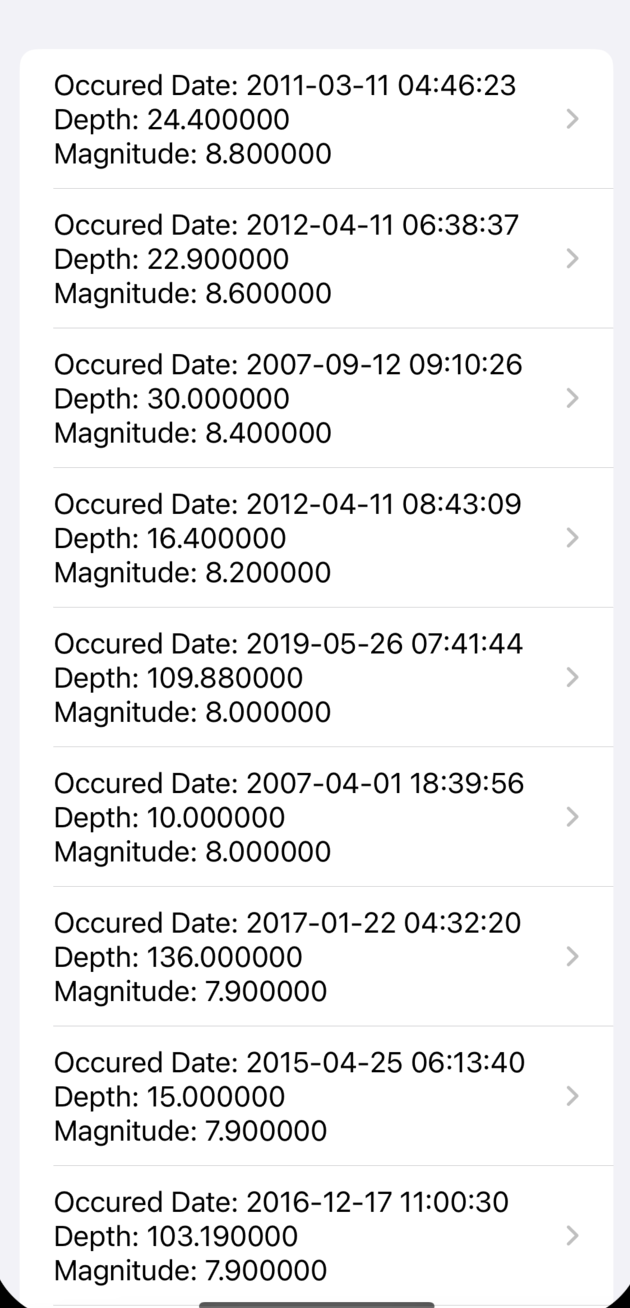 Occured Date: 2011-03-11 04:46:23
Depth: 24.400000
Magnitude: 8.800000
Occured Date: 2012-04-11 06:38:37
Depth: 22.900000
Magnitude: 8.600000
Occured Date: 2007-09-12 09:10:26
Depth: 30.000000
Magnitude: 8.400000
Occured Date: 2012-04-11 08:43:09
Depth: 16.400000
Magnitude: 8.200000
Occured Date: 2019-05-26 07:41:44
Depth: 109.880000
Magnitude: 8.000000
Occured Date: 2007-04-01 18:39:56
Depth: 10.000000
Magnitude: 8.000000
Occured Date: 2017-01-22 04:32:20
Depth: 136.000000
Magnitude: 7.900000
Occured Date: 2015-04-25 06:13:40
Depth: 15.000000
Magnitude: 7.900000
Occured Date: 2016-12-17 11:00:30
Depth: 103.190000
Magnitude: 7.900000